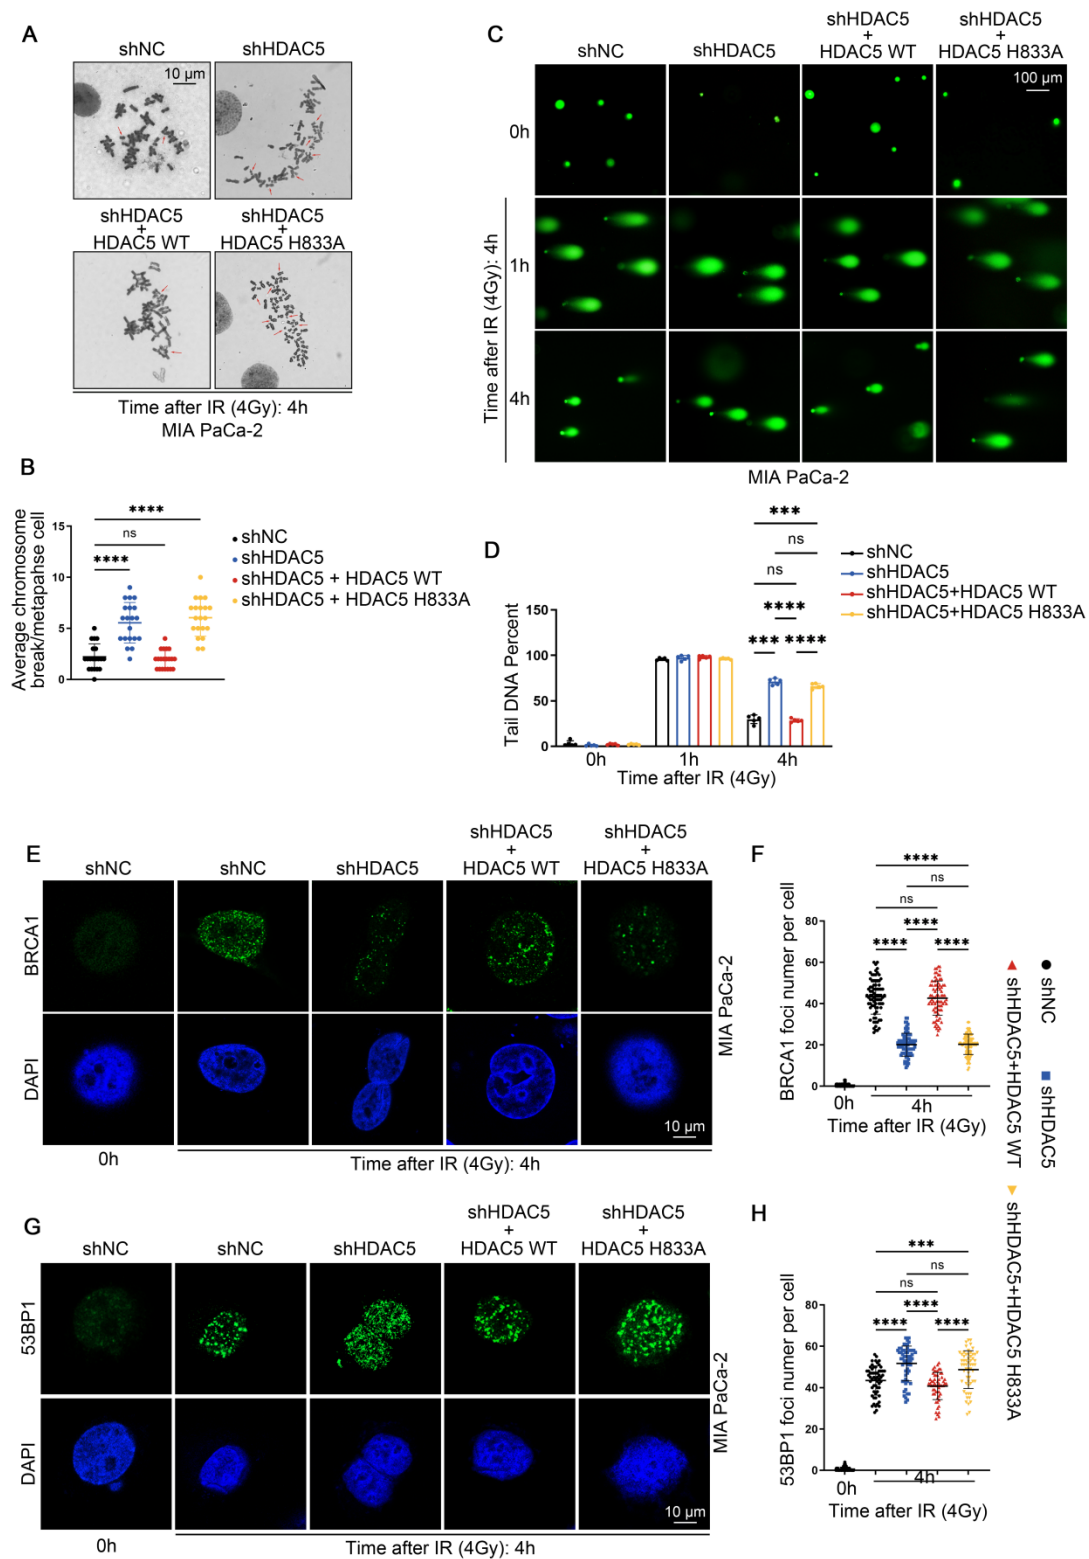 A
shNC
shHDAC5
10 μm
shHDAC5
+
HDAC5 WT
shHDAC5
+
HDAC5 H833A
Time after IR (4Gy): 4h
MIA PaCa-2
B
Average chromosome
break/metapahse cell
15
10
5
0
****
ns
****
shNC
shHDAC5
shHDAC5 + HDAC5 WT
shHDAC5 + HDAC5 H833A
C
shNC
shHDAC5
shHDAC5
+
HDAC5 WT
shHDAC5
+
HDAC5 H833A
100 μm
0h
1h
4h
Time after IR (4Gy): 4h
MIA PaCa-2
D
Tail DNA Percent
150
100
50
0
***
ns
ns
****
***
****
shNC
shHDAC5
shHDAC5+HDAC5 WT
shHDAC5+HDAC5 H833A
0h
1h
4h
Time after IR (4Gy)
E
shNC
shNC
shHDAC5
shHDAC5
+
HDAC5 WT
shHDAC5
+
HDAC5 H833A
BRCA1
DAPI
MIA PaCa-2
10 μm
0h
Time after IR (4Gy): 4h
F
BRCA1 foci numer per cell
80
60
40
20
0
****
ns
ns
****
****
****
0h
4h
Time after IR (4Gy)
shNC
shHDAC5
shHDAC5+HDAC5 WT
shHDAC5+HDAC5 H833A
G
shNC
shNC
shHDAC5
shHDAC5
+
HDAC5 WT
shHDAC5
+
HDAC5 H833A
53BP1
DAPI
MIA PaCa-2
10 μm
0h
Time after IR (4Gy): 4h
H
53BP1 foci numer per cell
80
60
40
20
0
***
ns
ns
****
****
****
0h
4h
Time after IR (4Gy)